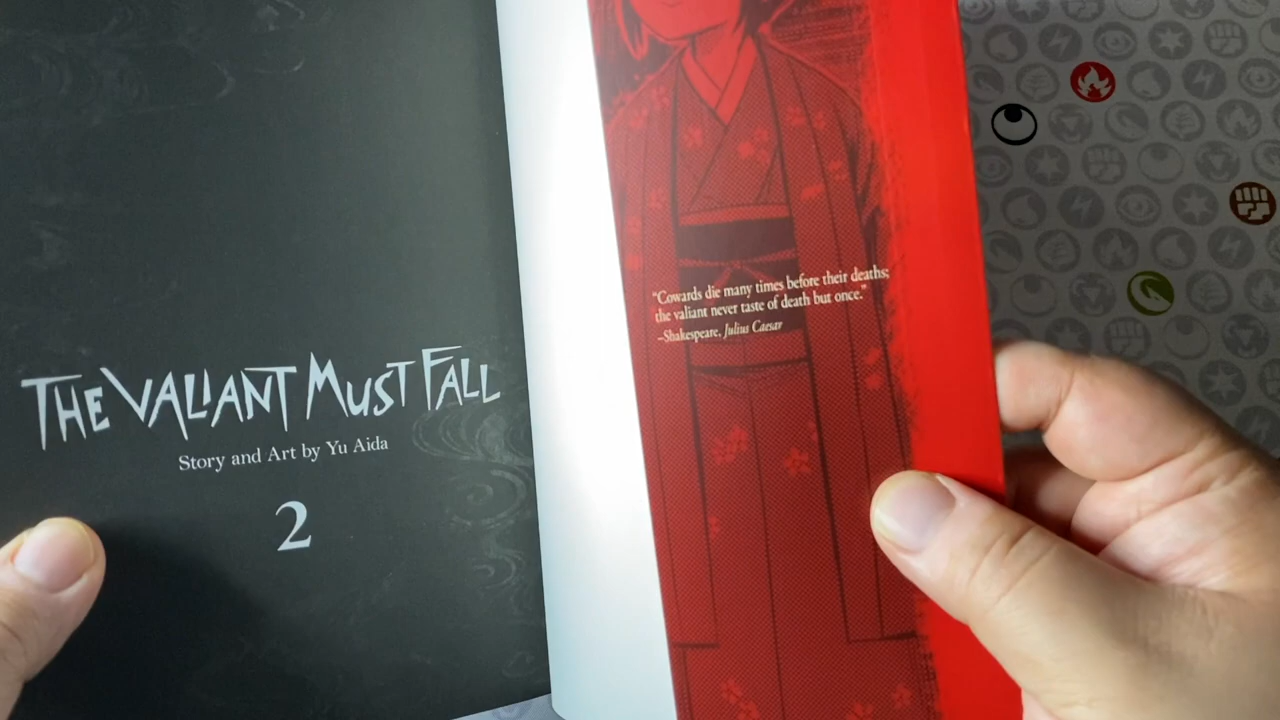 THE VALIANT MUST FALL
Story and Art by Yu Aida
2
"Cowards die many times before their deaths;
the valiant never taste of death but once."
–Shakespeare, Julius Caesar